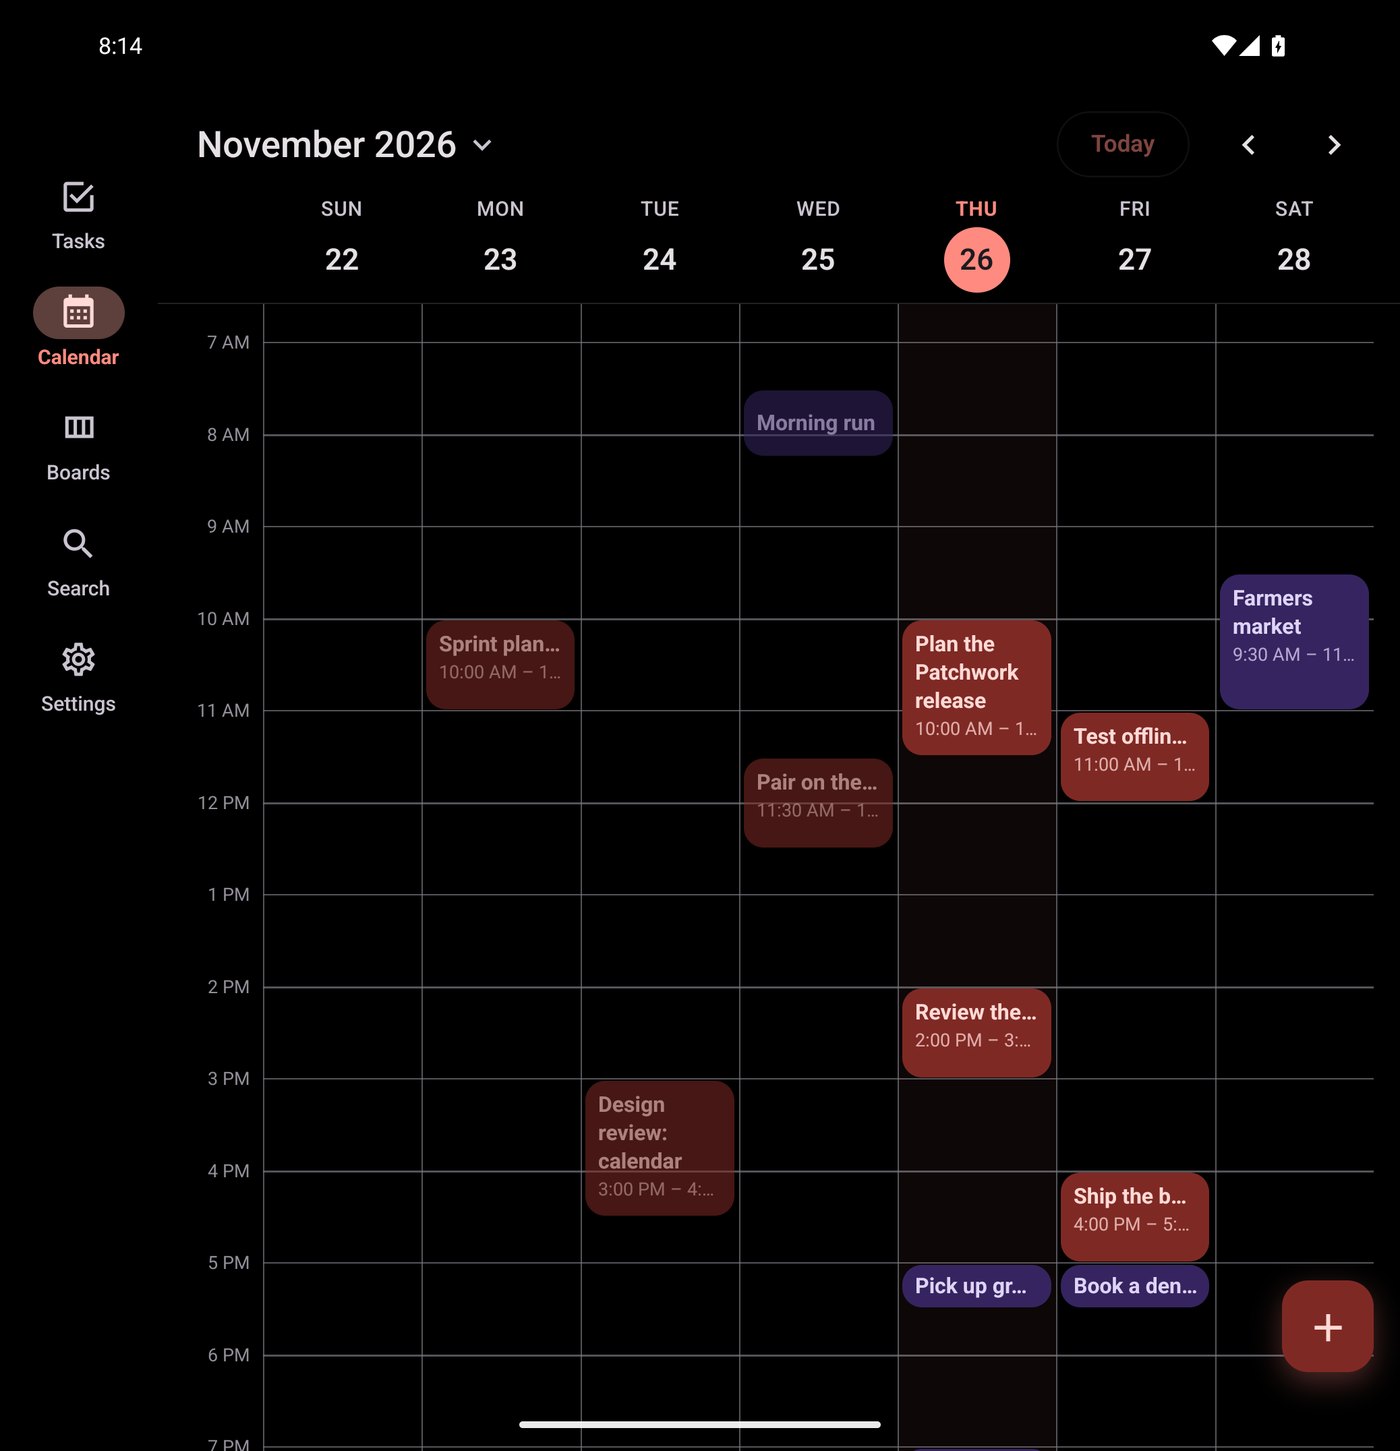 8:14
November 2026
Today
Tasks
Calendar
Boards
Search
Settings
SUN
MON
TUE
WED
THU
FRI
SAT
22
23
24
25
26
27
28
7 AM
8 AM
9 AM
10 AM
11 AM
12 PM
1 PM
2 PM
3 PM
4 PM
5 PM
6 PM
7 PM
Sprint plan...
10:00 AM – 1...
Design
review:
calendar
3:00 PM – 4:...
Morning run
Pair on the...
11:30 AM – 1...
Plan the
Patchwork
release
10:00 AM – 1...
Review the...
2:00 PM – 3:...
Pick up gr...
Test offlin...
11:00 AM – 1...
Ship the b...
4:00 PM – 5:...
Book a den...
Farmers
market
9:30 AM – 11...